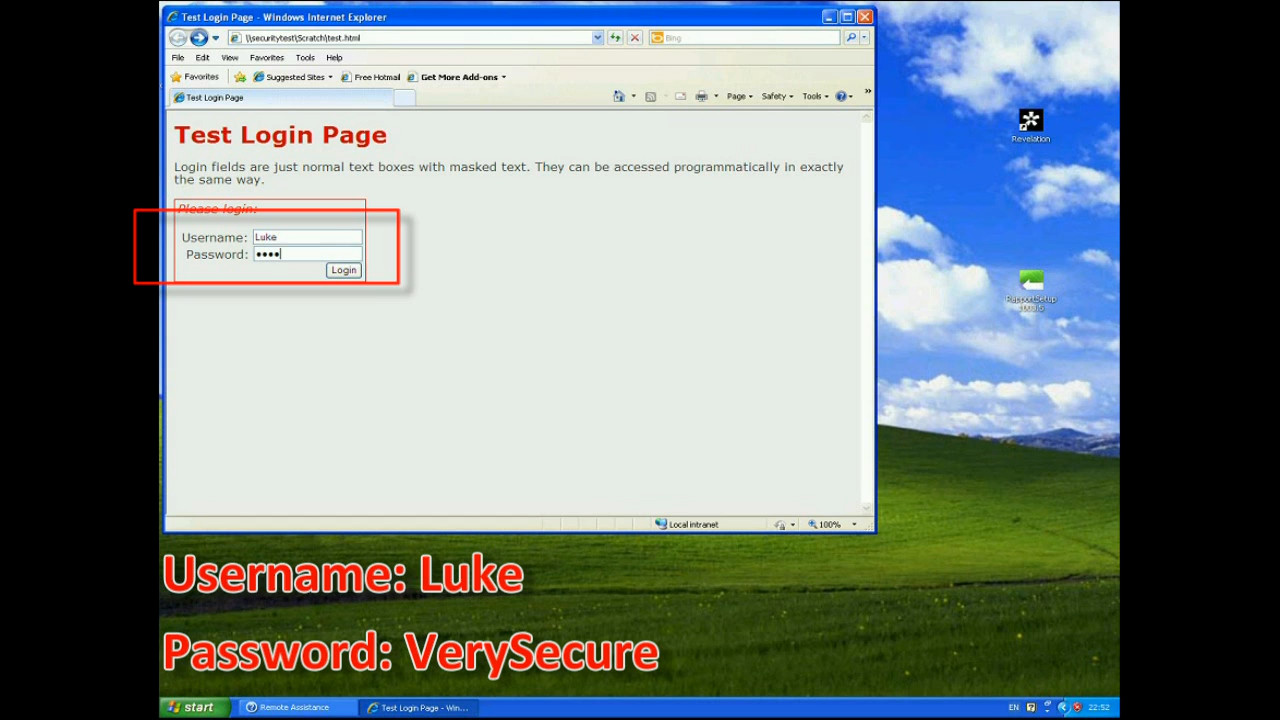 Test Login Page - Windows Internet Explorer
\\securitytest\Scratch\test.html
Bing
File Edit View Favorites Tools Help
Favorites Suggested Sites Free Hotmail Get More Add-ons
Test Login Page
Page Safety Tools
Test Login Page
Login fields are just normal text boxes with masked text. They can be accessed programmatically in exactly
the same way.
Please login:
Username: Luke
Password: ••••
Login
Local intranet 100%
Revelation
Username: Luke
Password: VerySecure
start Remote Assistance Test Login Page - Win... EN 22:52